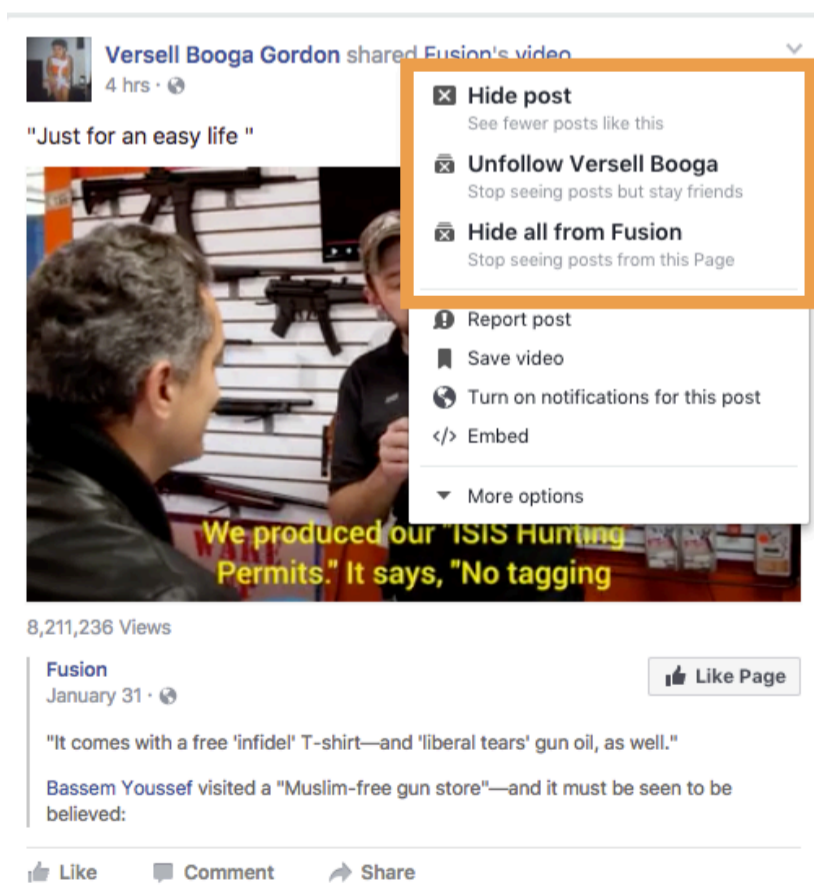 Versell Booga Gordon shared Fusion's video
4 hrs ·
"Just for an easy life "
Hide post
See fewer posts like this
Unfollow Versell Booga
Stop seeing posts but stay friends
Hide all from Fusion
Stop seeing posts from this Page
Report post
Save video
Turn on notifications for this post
</> Embed
More options
We produced our "ISIS Hunting
Permits." It says, "No tagging
8,211,236 Views
Fusion
Like Page
January 31 ·
"It comes with a free 'infidel' T-shirt—and 'liberal tears' gun oil, as well."
Bassem Youssef visited a "Muslim-free gun store"—and it must be seen to be
believed:
Like Comment Share